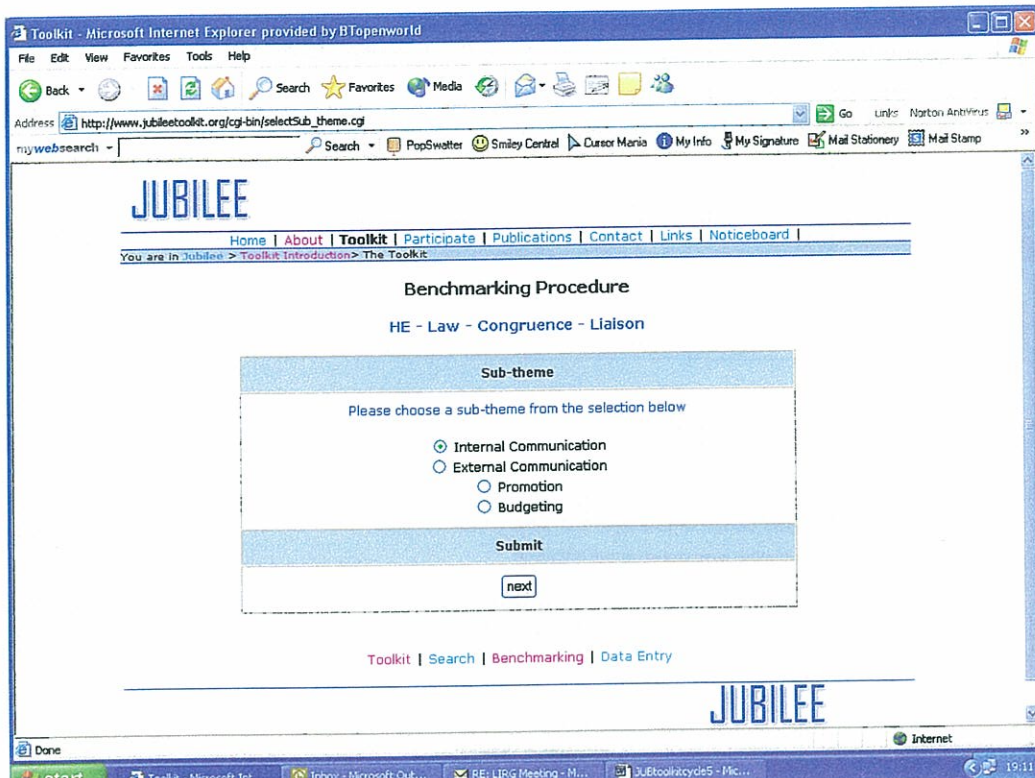 Toolkit - Microsoft Internet Explorer provided by BTopenworld
File Edit View Favorites Tools Help
Back Search Favorites Media
Address http://www.jubileetoolkit.org/cgi-bin/selectSub_theme.cgi Go Links Norton AntiVirus
mywebsearch Search PopSwatter Smiley Central Cursor Mania My Info My Signature Mail Stationery Mail Stamp »
JUBILEE
Home | About | Toolkit | Participate | Publications | Contact | Links | Noticeboard |
You are in Jubilee > Toolkit Introduction> The Toolkit
Benchmarking Procedure
HE - Law - Congruence - Liaison
Sub-theme
Please choose a sub-theme from the selection below
Internal Communication
External Communication
Promotion
Budgeting
Submit
next
Toolkit | Search | Benchmarking | Data Entry
JUBILEE
Done Internet
start Toolkit - Microsoft Int... Inbox - Microsoft Out... RE: LIRG Meeting - M... JUBtoolkitcycle5 - Mic... 19:11